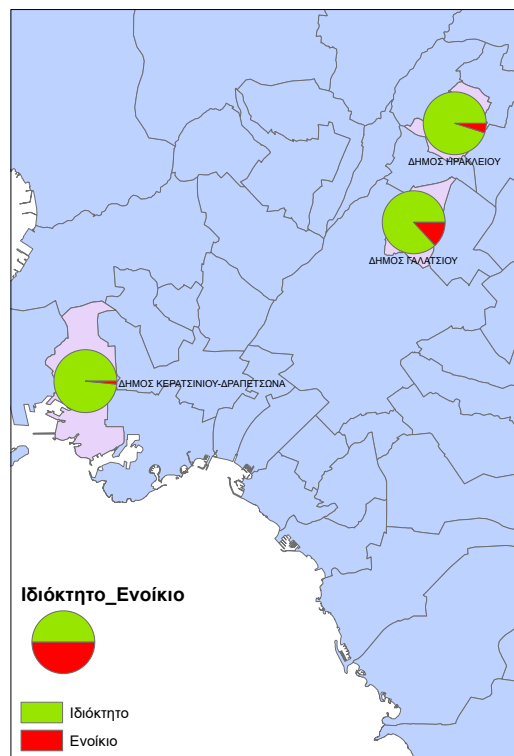 ΔΗΜΟΣ ΗΡΑΚΛΕΙΟΥ
ΔΗΜΟΣ ΓΑΛΑΤΣΙΟΥ
ΔΗΜΟΣ ΚΕΡΑΤΣΙΝΙΟΥ-ΔΡΑΠΕΤΣΩΝΑ
Ιδιόκτητο_Ενοίκιο
Ιδιόκτητο
Ενοίκιο